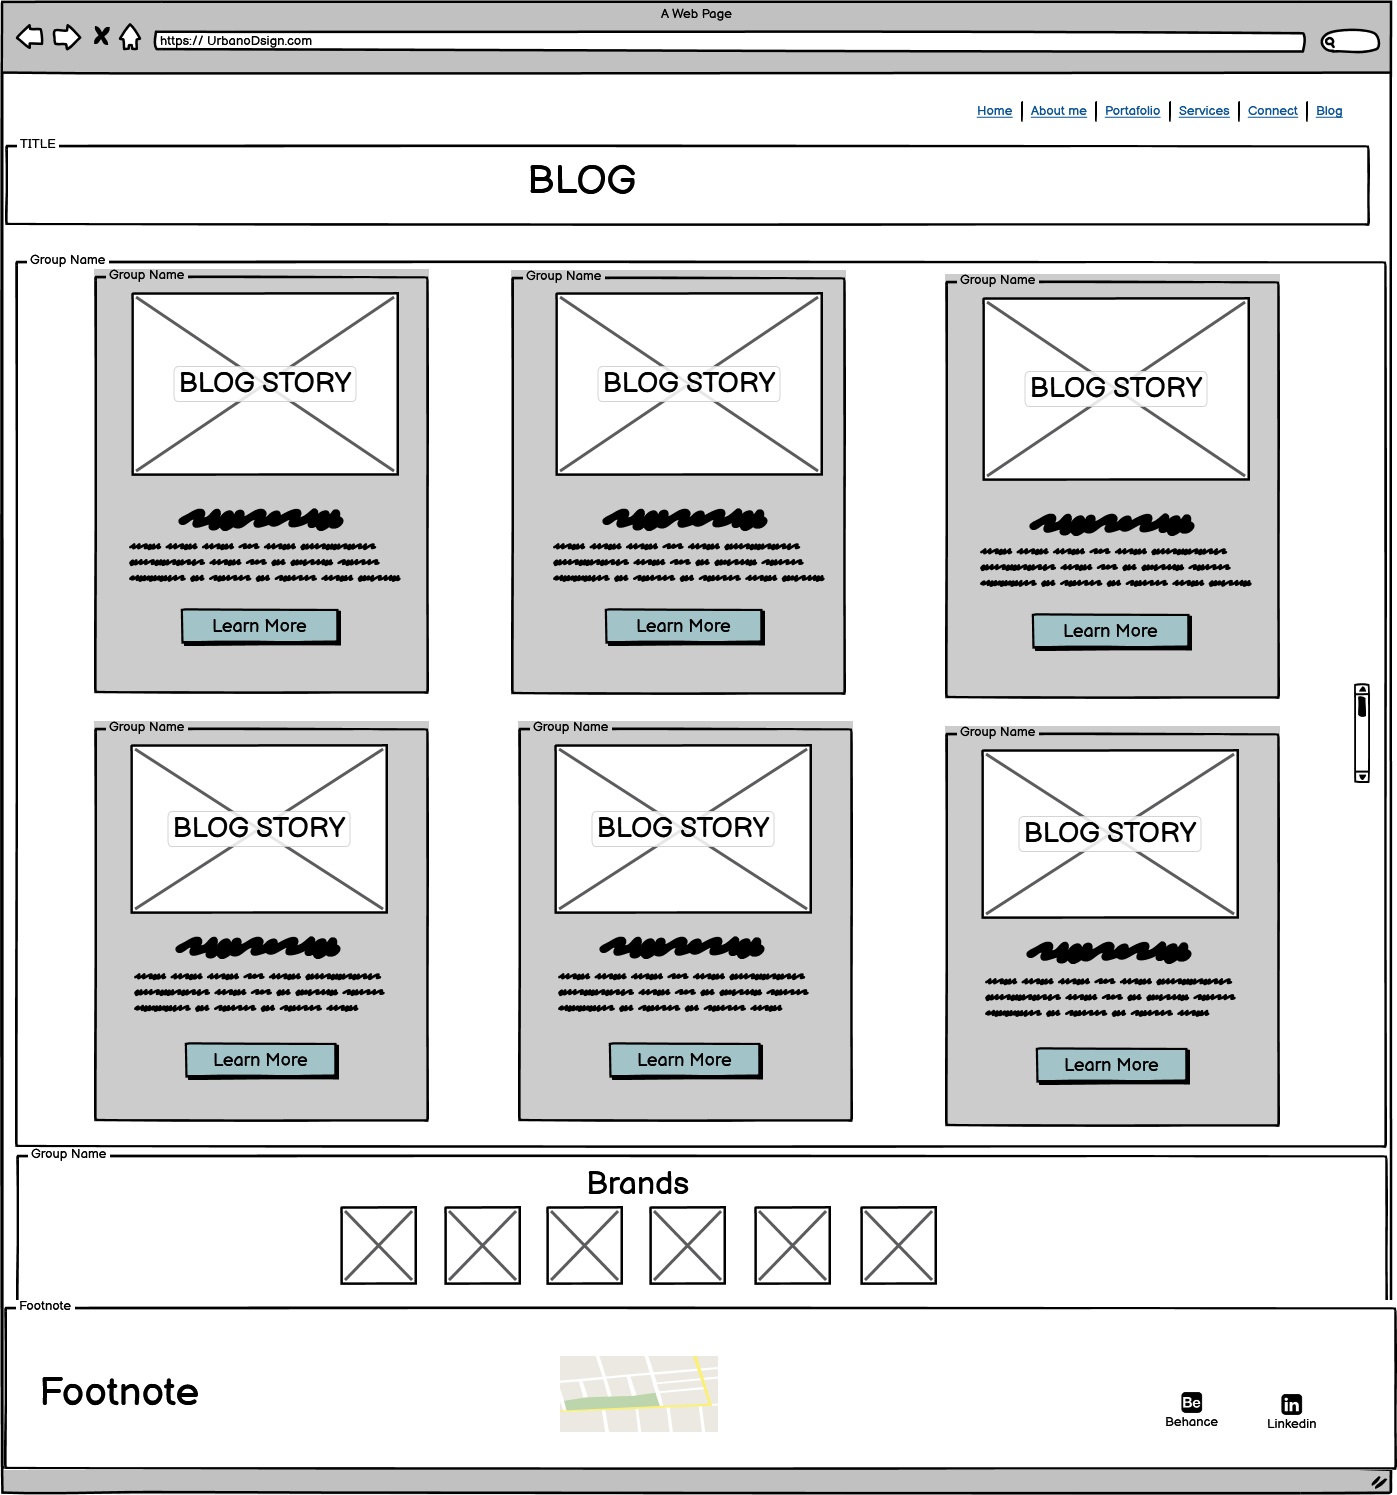 A Web Page
https:// UrbanoDsign.com
Home About me Portafolio Services Connect Blog
TITLE
BLOG
Group Name
Group Name Group Name Group Name
BLOG STORY BLOG STORY BLOG STORY
Learn More Learn More Learn More
Group Name Group Name Group Name
BLOG STORY BLOG STORY BLOG STORY
Learn More Learn More Learn More
Group Name
Brands
Footnote
Footnote
Be in
Behance Linkedin